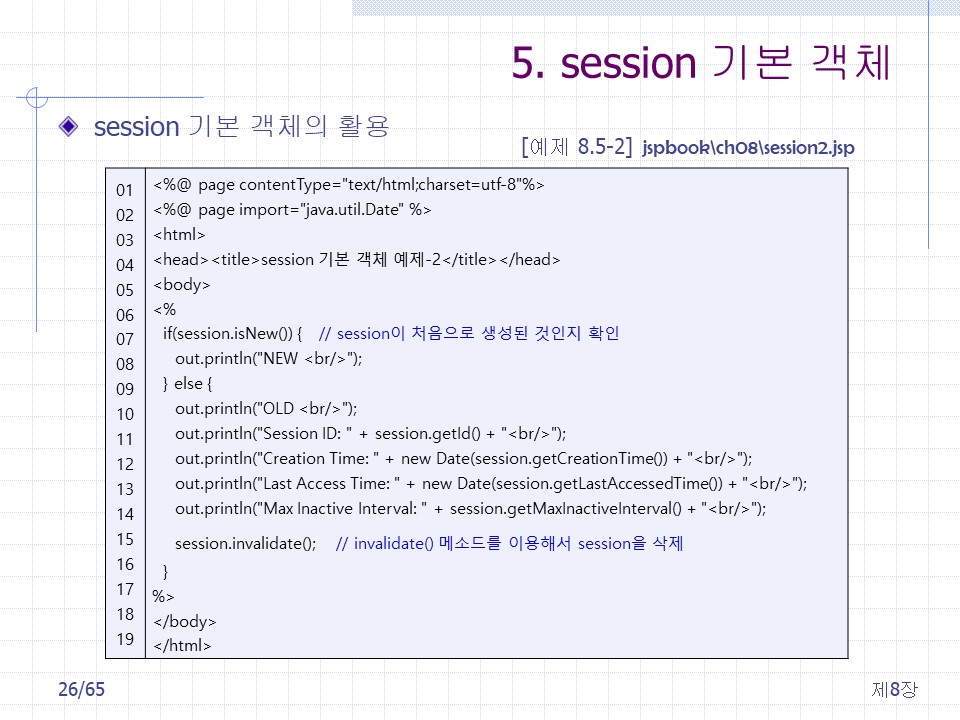 5. session 기본 객체
session 기본 객체의 활용
[예제 8.5-2] jspbook\ch08\session2.jsp
01 <%@ page contentType="text/html;charset=utf-8"%>
02 <%@ page import="java.util.Date" %>
03 <html>
04 <head><title>session 기본 객체 예제-2</title></head>
05 <body>
06 <%
07 if(session.isNew()) { // session이 처음으로 생성된 것인지 확인
08 out.println("NEW <br/>");
09 } else {
10 out.println("OLD <br/>");
11 out.println("Session ID: " + session.getId() + "<br/>");
12 out.println("Creation Time: " + new Date(session.getCreationTime()) + "<br/>");
13 out.println("Last Access Time: " + new Date(session.getLastAccessedTime()) + "<br/>");
14 out.println("Max Inactive Interval: " + session.getMaxInactiveInterval() + "<br/>");
15 session.invalidate(); // invalidate() 메소드를 이용해서 session을 삭제
16 }
17 %>
18 </body>
19 </html>
26/65
제8장